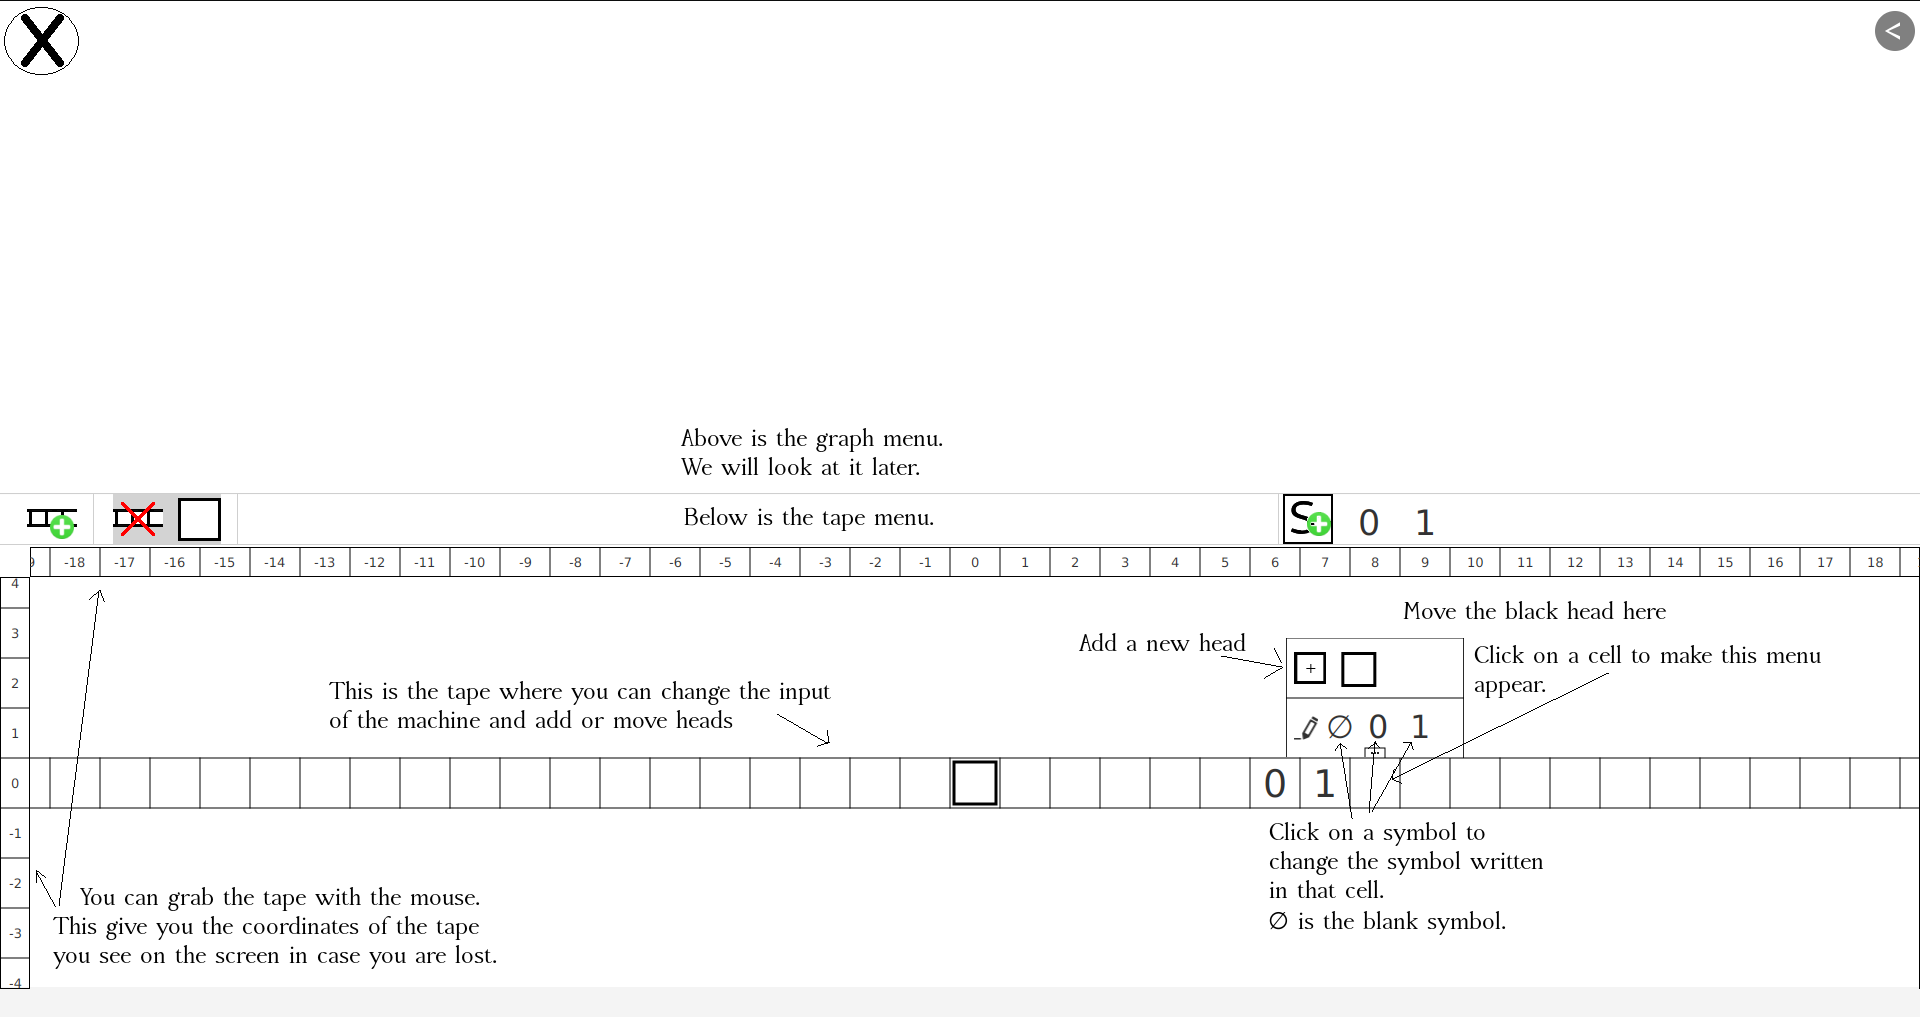 X
<
Above is the graph menu.
We will look at it later.
Below is the tape menu.
S 0 1
9 -18 -17 -16 -15 -14 -13 -12 -11 -10 -9 -8 -7 -6 -5 -4 -3 -2 -1 0 1 2 3 4 5 6 7 8 9 10 11 12 13 14 15 16 17 18
4
3
2
1
0
-1
-2
-3
-4
Move the black head here
Add a new head
+
Click on a cell to make this menu
appear.
This is the tape where you can change the input
of the machine and add or move heads
∅ 0 1
0 1
Click on a symbol to
change the symbol written
in that cell.
∅ is the blank symbol.
You can grab the tape with the mouse.
This give you the coordinates of the tape
you see on the screen in case you are lost.